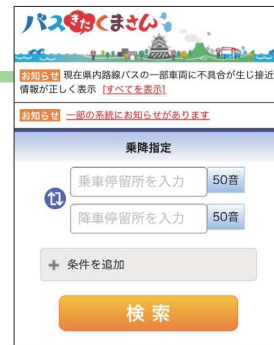 バスきたくまさん
お知らせ 現在県内路線バスの一部車両に不具合が生じ接近
情報が正しく表示 [すべてを表示]
お知らせ 一部の系統にお知らせがあります
乗降指定
乗車停留所を入力 50音
降車停留所を入力 50音
+ 条件を追加
検索